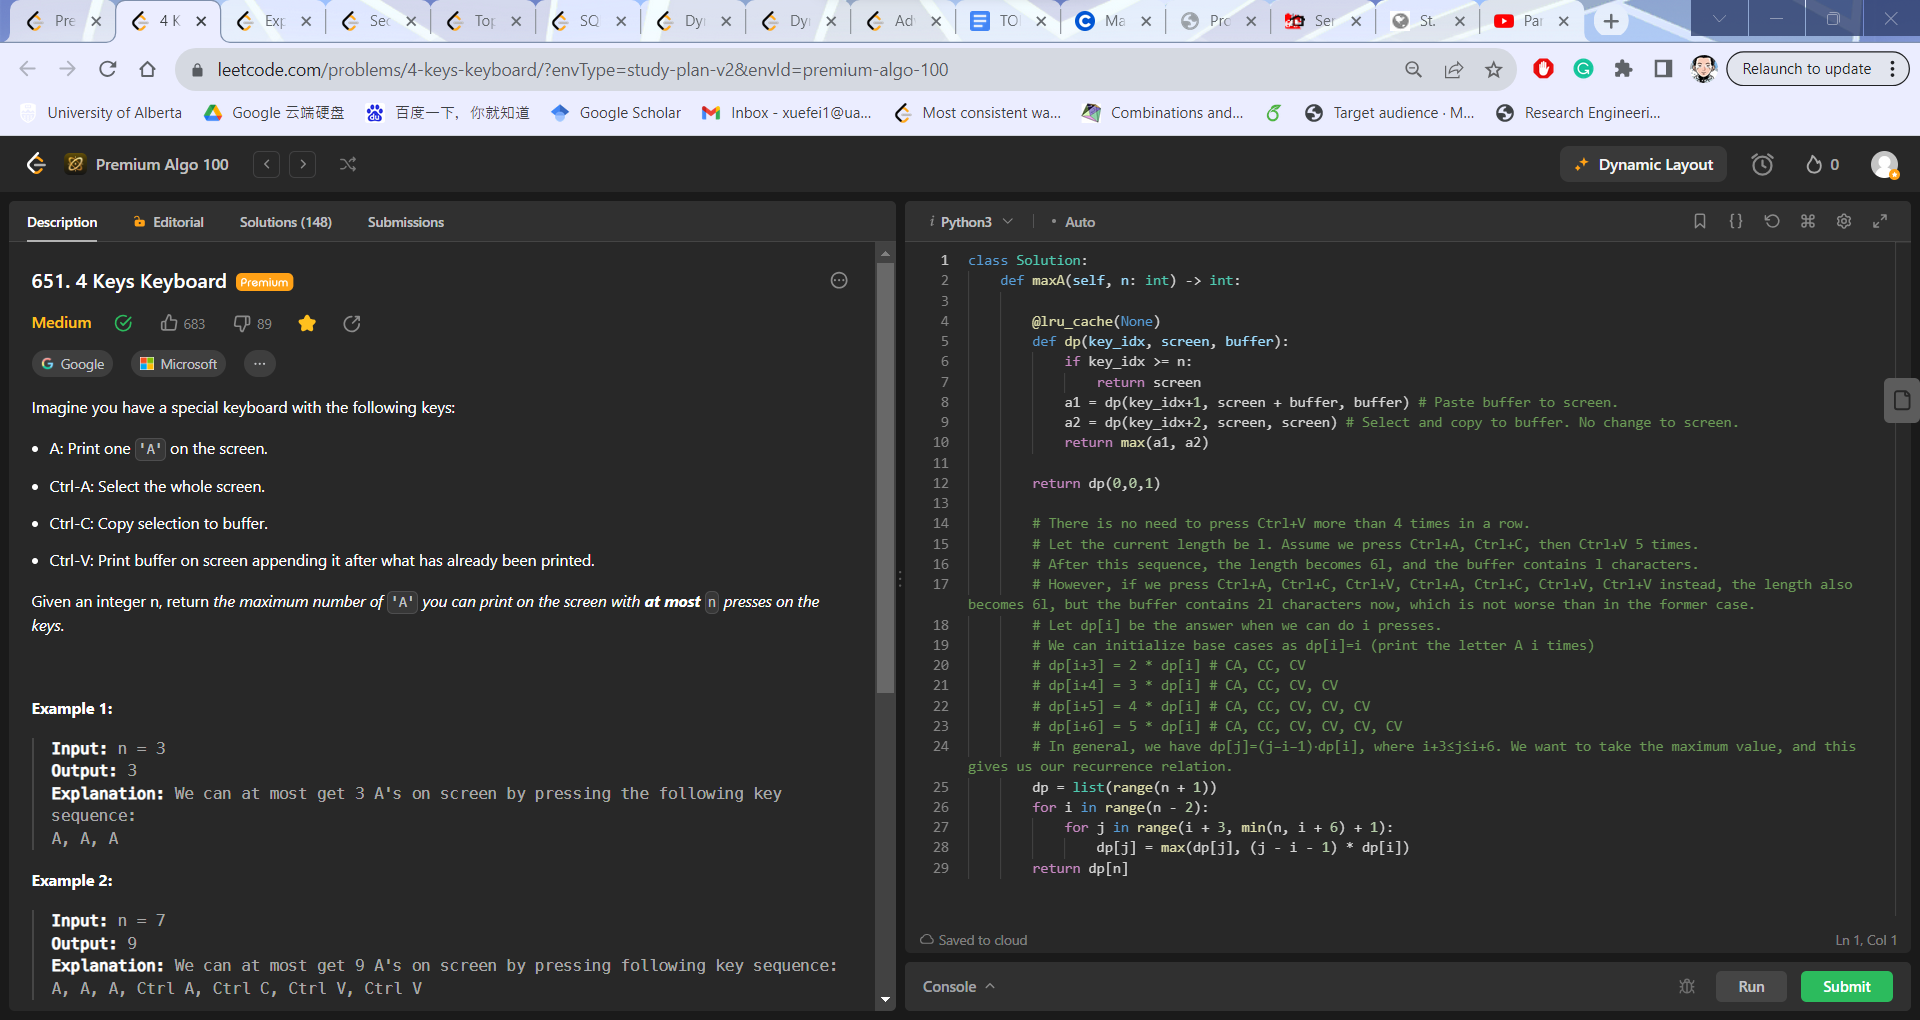 Pre
4 K
Exp
Sec
Top
SQ
Dy
Dy
Ad
TO
Ma
Pro
Ser
St.
Par
leetcode.com/problems/4-keys-keyboard/?envType=study-plan-v2&envId=premium-algo-100
Relaunch to update
University of Alberta
Google 云端硬盘
百度一下，你就知道
Google Scholar
Inbox - xuefei1@ua...
Most consistent wa...
Combinations and...
Target audience · M...
Research Engineeri...
Premium Algo 100
Dynamic Layout
0
Description
Editorial
Solutions (148)
Submissions
651. 4 Keys Keyboard Premium
Medium 683 89
Google Microsoft ...
Imagine you have a special keyboard with the following keys:
• A: Print one 'A' on the screen.
• Ctrl-A: Select the whole screen.
• Ctrl-C: Copy selection to buffer.
• Ctrl-V: Print buffer on screen appending it after what has already been printed.
Given an integer n, return the maximum number of 'A' you can print on the screen with at most n presses on the
keys.
Example 1:
Input: n = 3
Output: 3
Explanation: We can at most get 3 A's on screen by pressing the following key
sequence:
A, A, A
Example 2:
Input: n = 7
Output: 9
Explanation: We can at most get 9 A's on screen by pressing following key sequence:
A, A, A, Ctrl A, Ctrl C, Ctrl V, Ctrl V
i Python3 • Auto
1 class Solution:
2 def maxA(self, n: int) -> int:
3
4 @lru_cache(None)
5 def dp(key_idx, screen, buffer):
6 if key_idx >= n:
7 return screen
8 a1 = dp(key_idx+1, screen + buffer, buffer) # Paste buffer to screen.
9 a2 = dp(key_idx+2, screen, screen) # Select and copy to buffer. No change to screen.
10 return max(a1, a2)
11
12 return dp(0,0,1)
13
14 # There is no need to press Ctrl+V more than 4 times in a row.
15 # Let the current length be l. Assume we press Ctrl+A, Ctrl+C, then Ctrl+V 5 times.
16 # After this sequence, the length becomes 6l, and the buffer contains l characters.
17 # However, if we press Ctrl+A, Ctrl+C, Ctrl+V, Ctrl+A, Ctrl+C, Ctrl+V, Ctrl+V instead, the length also
becomes 6l, but the buffer contains 2l characters now, which is not worse than in the former case.
18 # Let dp[i] be the answer when we can do i presses.
19 # We can initialize base cases as dp[i]=i (print the letter A i times)
20 # dp[i+3] = 2 * dp[i] # CA, CC, CV
21 # dp[i+4] = 3 * dp[i] # CA, CC, CV, CV
22 # dp[i+5] = 4 * dp[i] # CA, CC, CV, CV, CV
23 # dp[i+6] = 5 * dp[i] # CA, CC, CV, CV, CV, CV
24 # In general, we have dp[j]=(j−i−1)·dp[i], where i+3≤j≤i+6. We want to take the maximum value, and this
gives us our recurrence relation.
25 dp = list(range(n + 1))
26 for i in range(n - 2):
27 for j in range(i + 3, min(n, i + 6) + 1):
28 dp[j] = max(dp[j], (j - i - 1) * dp[i])
29 return dp[n]
Saved to cloud
Ln 1, Col 1
Console
Run
Submit